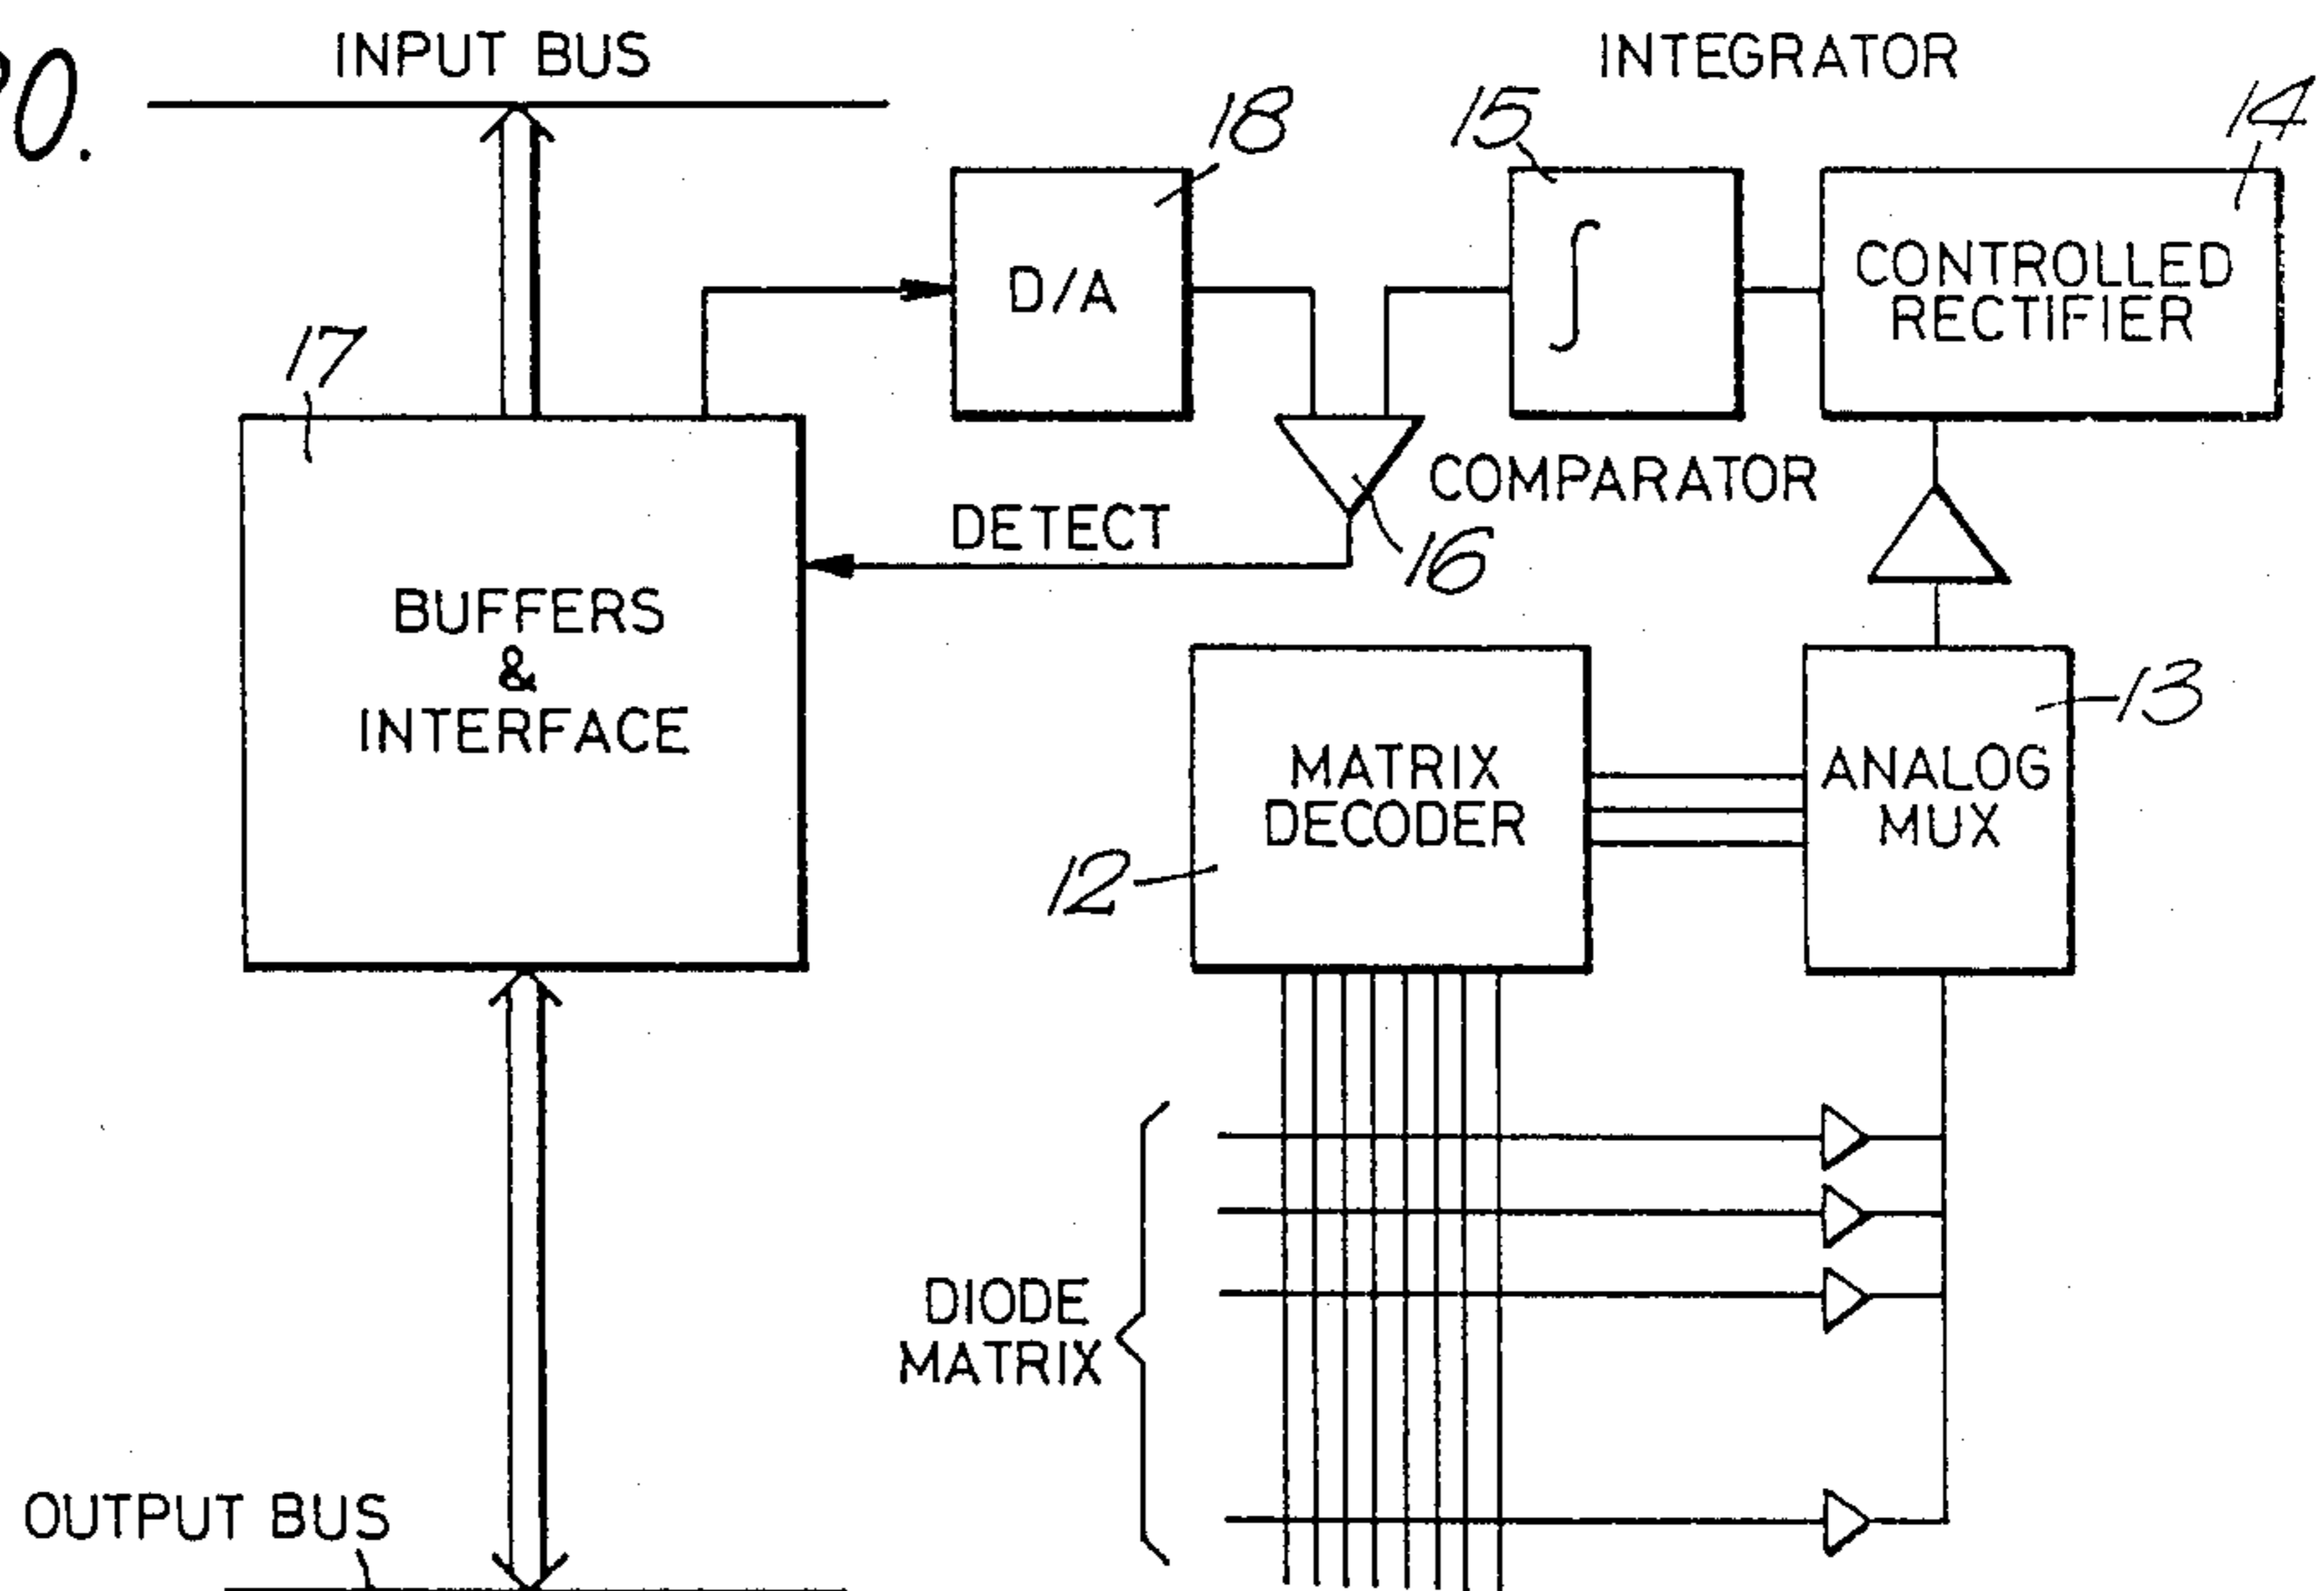 0.
INPUT BUS
INTEGRATOR
18
15
14
D/A
∫
CONTROLLED
RECTIFIER
17
COMPARATOR
DETECT
16
BUFFERS
&
INTERFACE
13
MATRIX
DECODER
ANALOG
MUX
12
DIODE
MATRIX
OUTPUT BUS